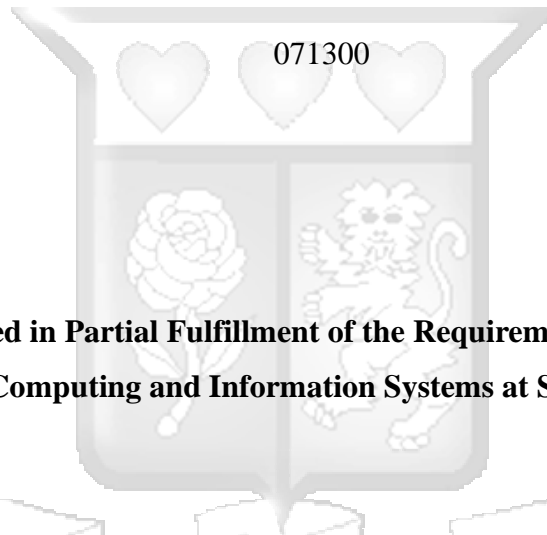 071300
ed in Partial Fulfillment of the Requirem
Computing and Information Systems at S